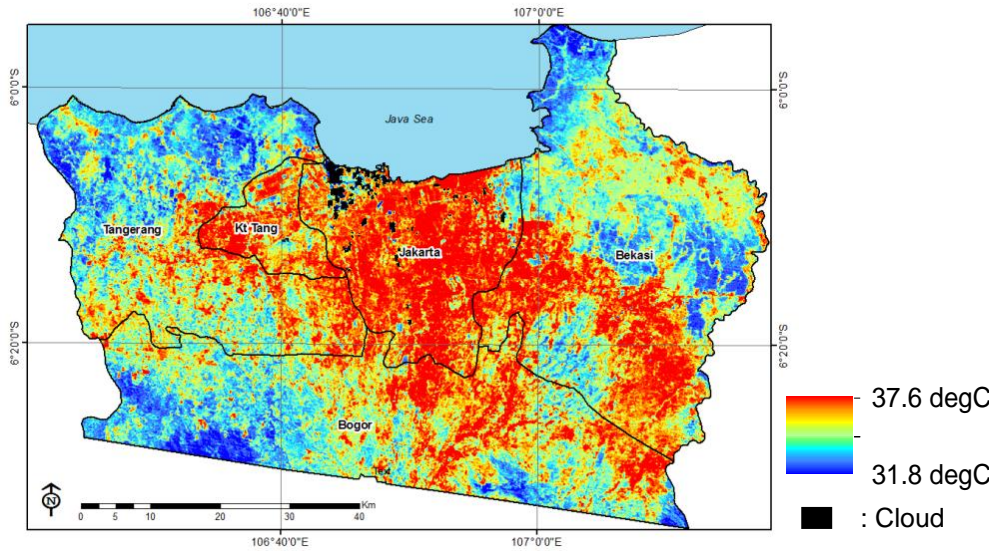 106°40'0"E 107°0'0"E
6°0'0"S 6°0'0"S
Java Sea
Tangerang Kt Tang Jakarta Bekasi
6°20'0"S 6°20'0"S
37.6 degC
Bogor
31.8 degC
N
Km
0 5 10 20 30 40
: Cloud
106°40'0"E 107°0'0"E